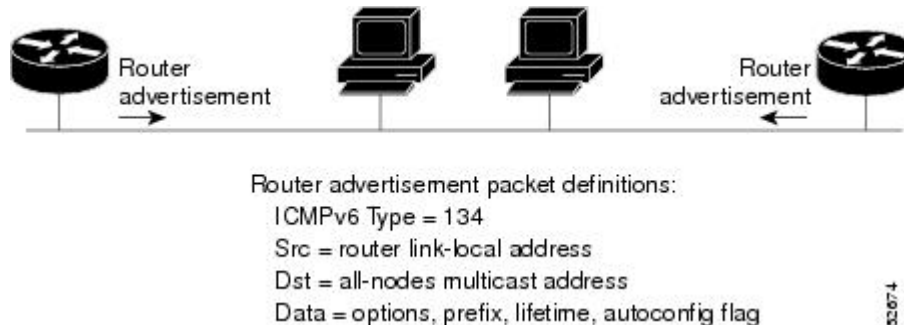 Router
advertisement
Router
advertisement
Router advertisement packet definitions:
ICMPv6 Type = 134
Src = router link-local address
Dst = all-nodes multicast address
Data = options, prefix, lifetime, autoconfig flag
52674